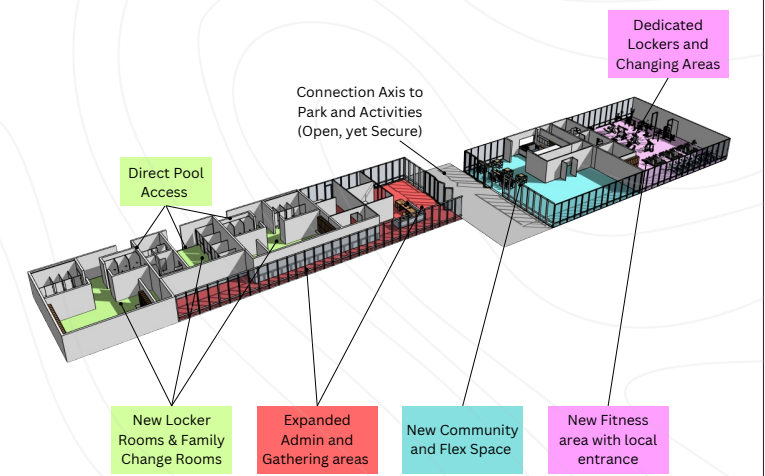 Dedicated
Lockers and
Changing Areas
Connection Axis to
Park and Activities
(Open, yet Secure)
Direct Pool
Access
New Locker
Rooms & Family
Change Rooms
Expanded
Admin and
Gathering areas
New Community
and Flex Space
New Fitness
area with local
entrance